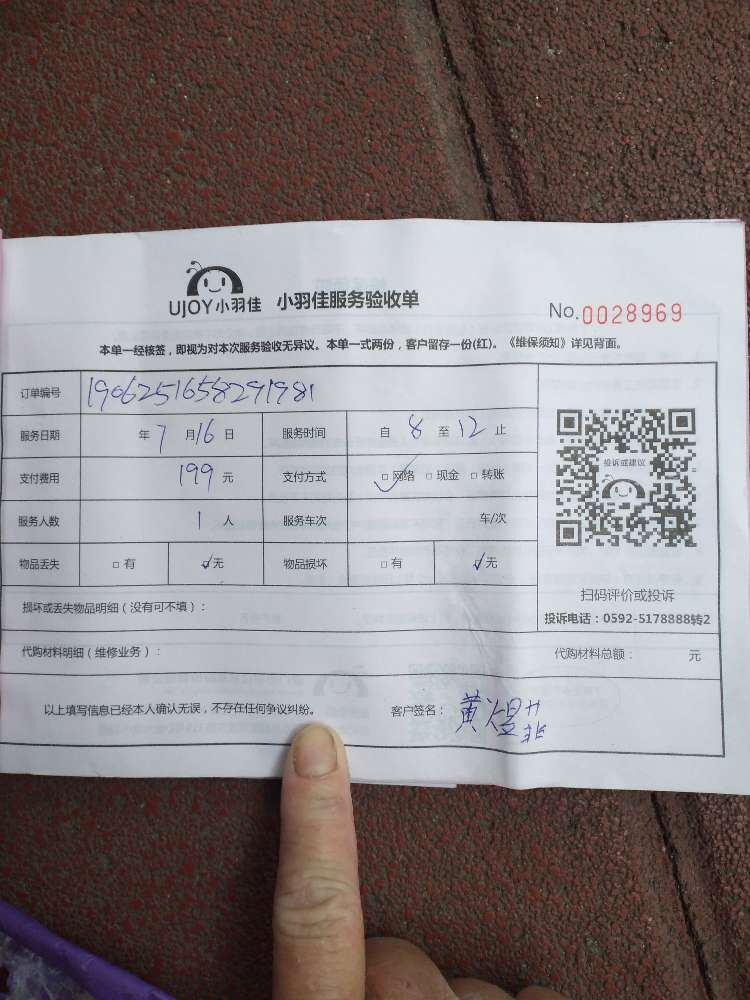 UJOY小羽佳 小羽佳服务验收单
No.0028969
本单一经核签，即视为对本次服务验收无异议。本单一式两份，客户留存一份(红)。《维保须知》详见背面。
订单编号 1906251658291981
服务日期 年 7 月 16 日 服务时间 自 8 至 12 止
支付费用 199 元 支付方式 ☑网络 □现金 □转账
服务人数 1 人 服务车次 车/次
物品丢失 □有 ☑无 物品损坏 □有 ☑无
投诉或建议
扫码评价或投诉
投诉电话：0592-5178888转2
损坏或丢失物品明细（没有可不填）：
代购材料明细（维修业务）：
代购材料总额： 元
以上填写信息已经本人确认无误，不存在任何争议纠纷。 客户签名：黄煜菲